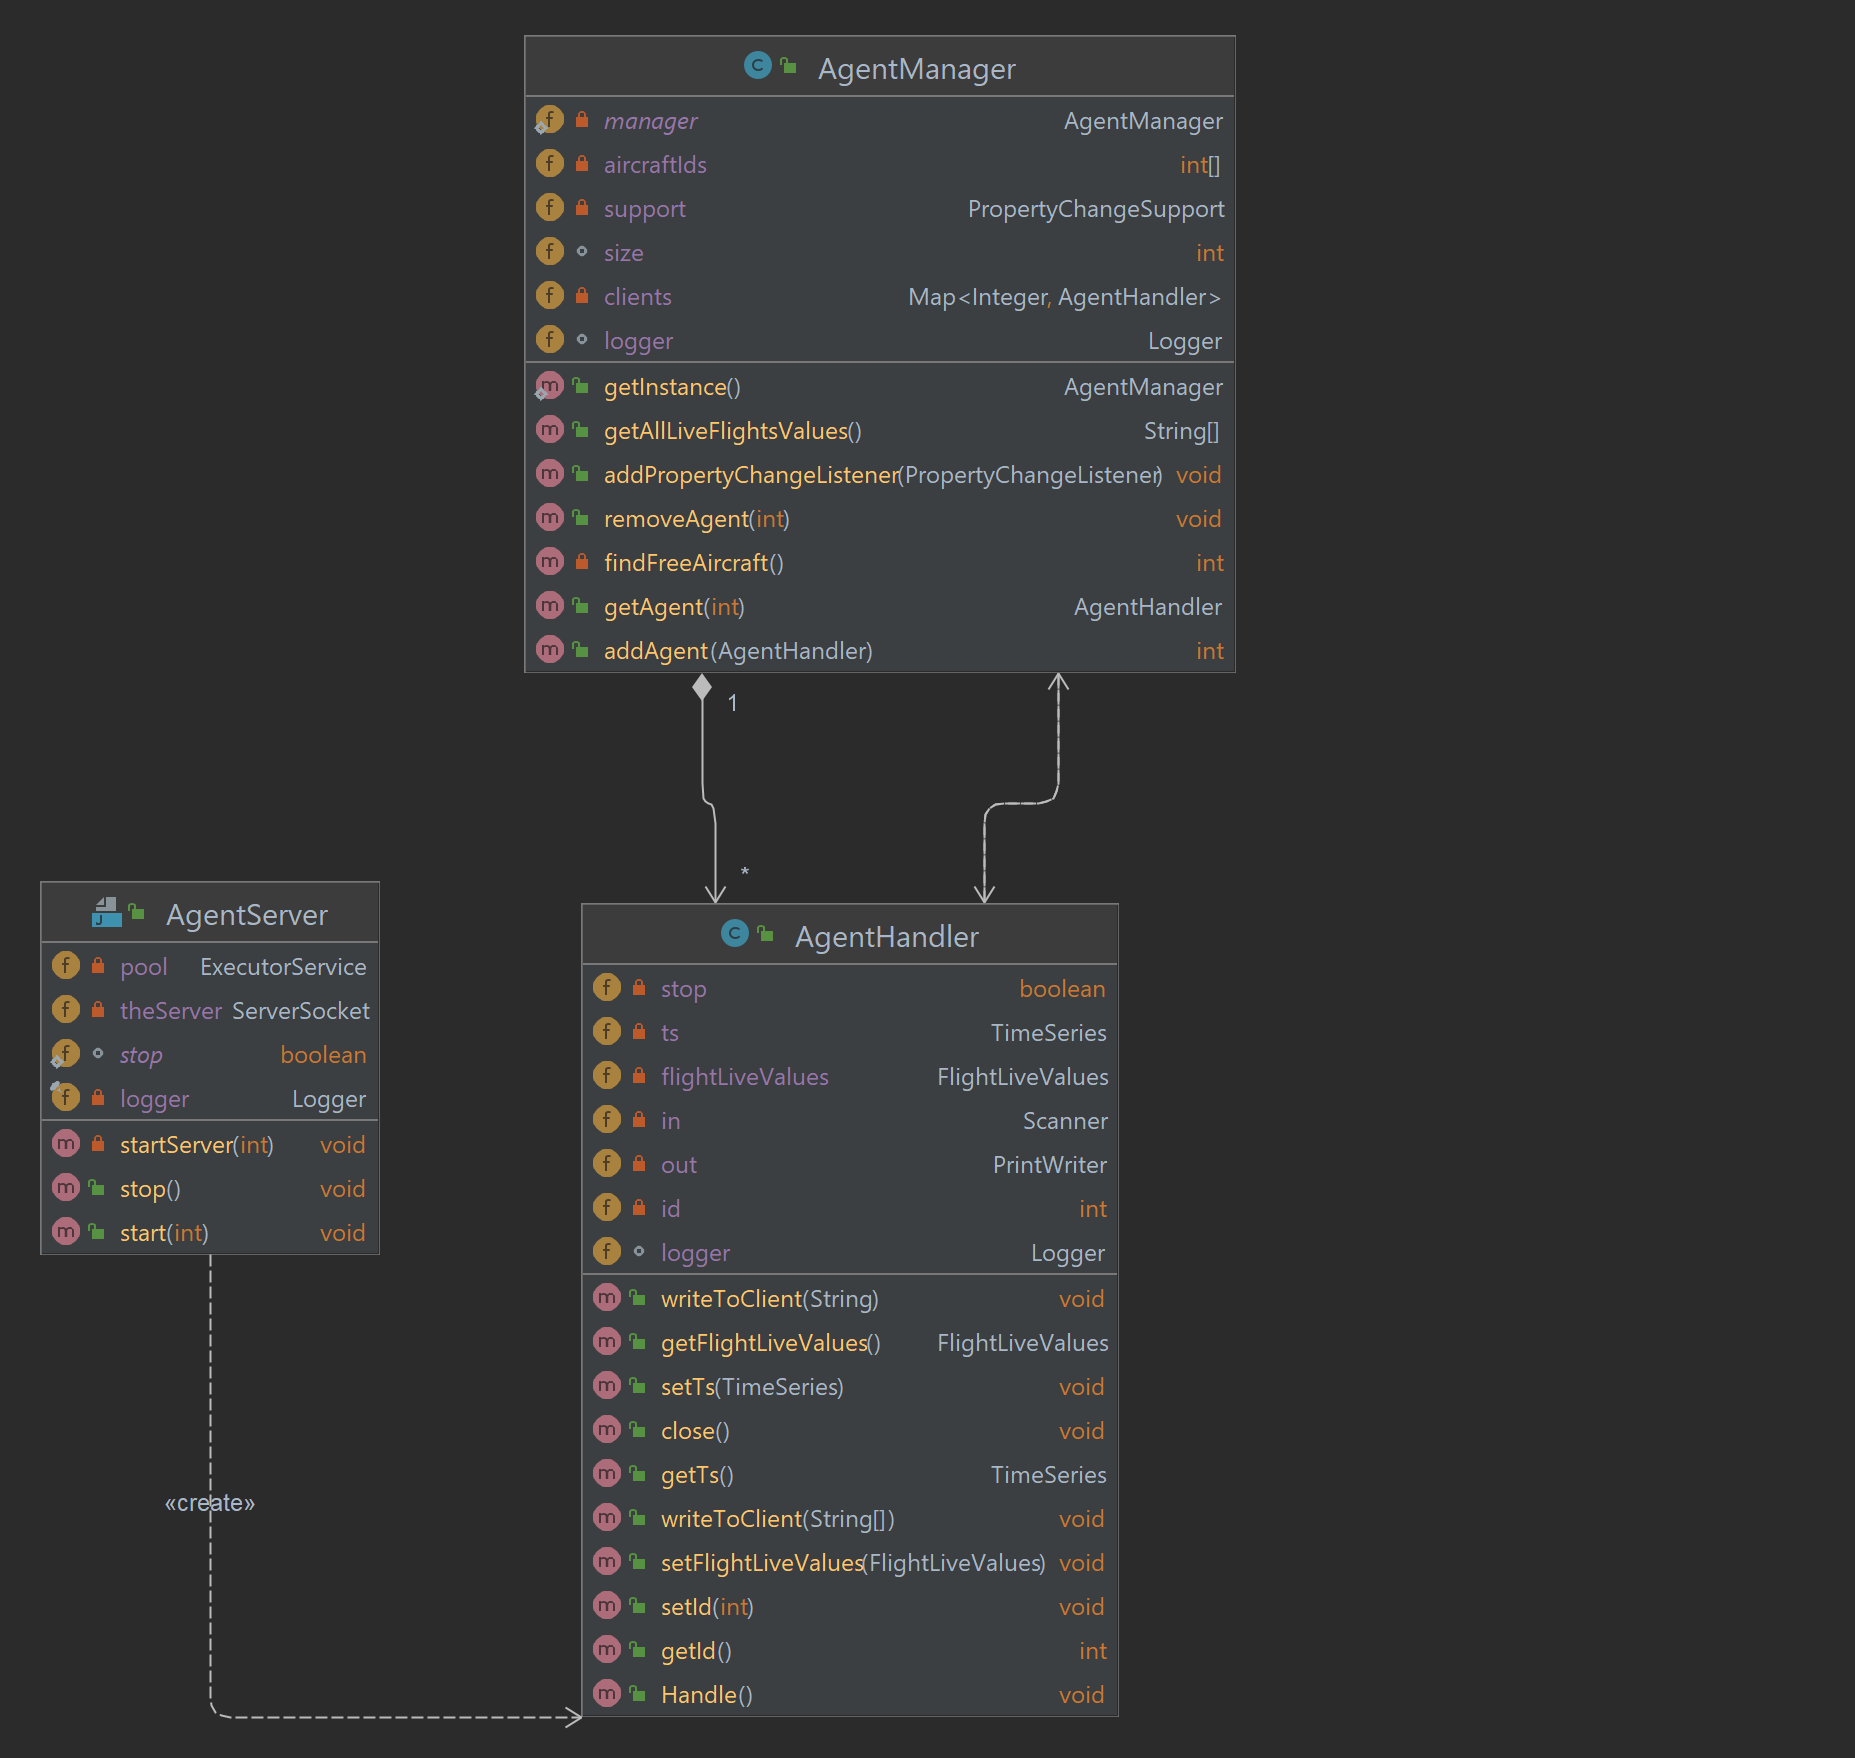 AgentManager
manager AgentManager
aircraftIds int[]
support PropertyChangeSupport
size int
clients Map<Integer, AgentHandler>
logger Logger
getInstance() AgentManager
getAllLiveFlightsValues() String[]
addPropertyChangeListener(PropertyChangeListener) void
removeAgent(int) void
findFreeAircraft() int
getAgent(int) AgentHandler
addAgent(AgentHandler) int
1
*
AgentServer
pool ExecutorService
theServer ServerSocket
stop boolean
logger Logger
startServer(int) void
stop() void
start(int) void
«create»
AgentHandler
stop boolean
ts TimeSeries
flightLiveValues FlightLiveValues
in Scanner
out PrintWriter
id int
logger Logger
writeToClient(String) void
getFlightLiveValues() FlightLiveValues
setTs(TimeSeries) void
close() void
getTs() TimeSeries
writeToClient(String[]) void
setFlightLiveValues(FlightLiveValues) void
setId(int) void
getId() int
Handle() void